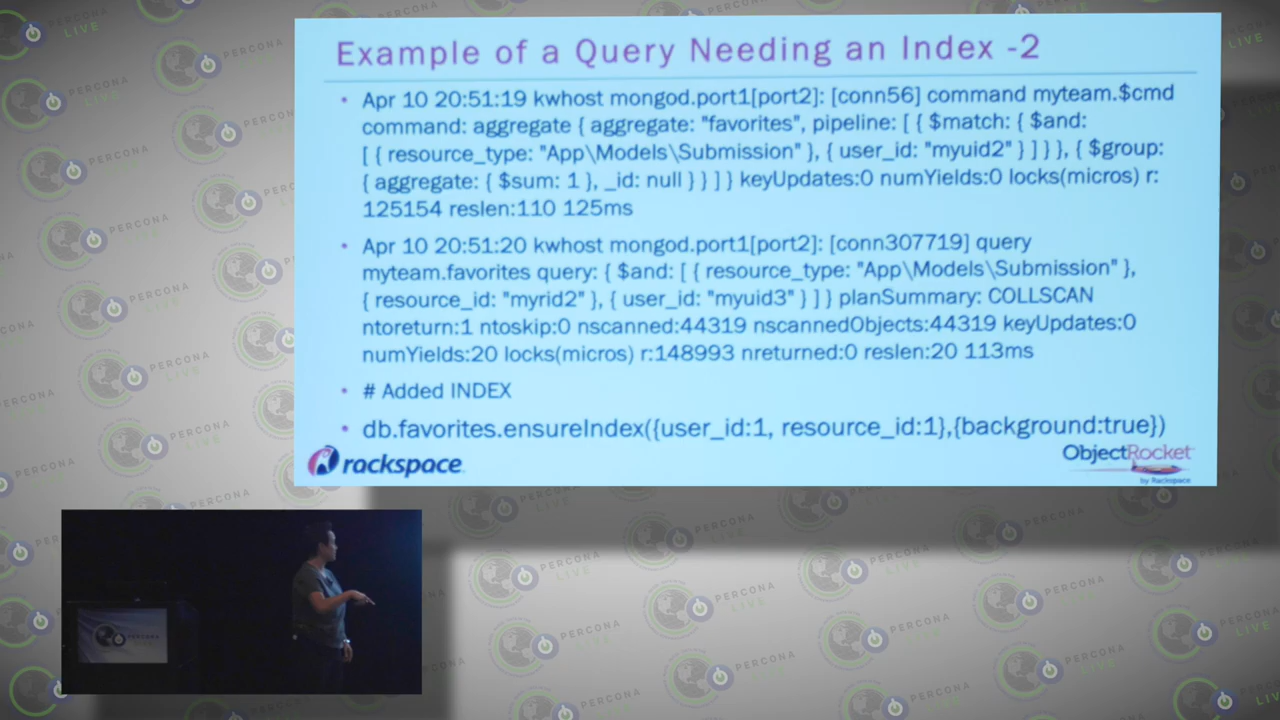 Example of a Query Needing an Index -2
• Apr 10 20:51:19 kwhost mongod.port1[port2]: [conn56] command myteam.$cmd
command: aggregate { aggregate: "favorites", pipeline: [ { $match: { $and:
[ { resource_type: "App\Models\Submission" }, { user_id: "myuid2" } ] } }, { $group:
{ aggregate: { $sum: 1 }, _id: null } } ] } keyUpdates:0 numYields:0 locks(micros) r:
125154 reslen:110 125ms
• Apr 10 20:51:20 kwhost mongod.port1[port2]: [conn307719] query
myteam.favorites query: { $and: [ { resource_type: "App\Models\Submission" },
{ resource_id: "myrid2" }, { user_id: "myuid3" } ] } planSummary: COLLSCAN
ntoreturn:1 ntoskip:0 nscanned:44319 nscannedObjects:44319 keyUpdates:0
numYields:20 locks(micros) r:148993 nreturned:0 reslen:20 113ms
• # Added INDEX
• db.favorites.ensureIndex({user_id:1, resource_id:1},{background:true})
rackspace
ObjectRocket
by Rackspace
PERCONA
LIVE